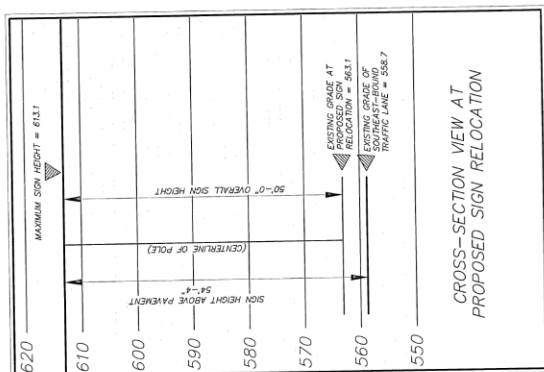 620
610
600
590
580
570
560
550
MAXIMUM SIGN HEIGHT = 613.1
50'-0" OVERALL SIGN HEIGHT
(CENTERLINE OF POLE)
SIGN HEIGHT ABOVE PAVEMENT
54'-4"
EXISTING GRADE AT
PROPOSED SIGN
RELOCATION = 563.1
EXISTING GRADE OF
SOUTHEAST-BOUND
TRAFFIC LANE = 558.7
CROSS-SECTION VIEW AT
PROPOSED SIGN RELOCATION